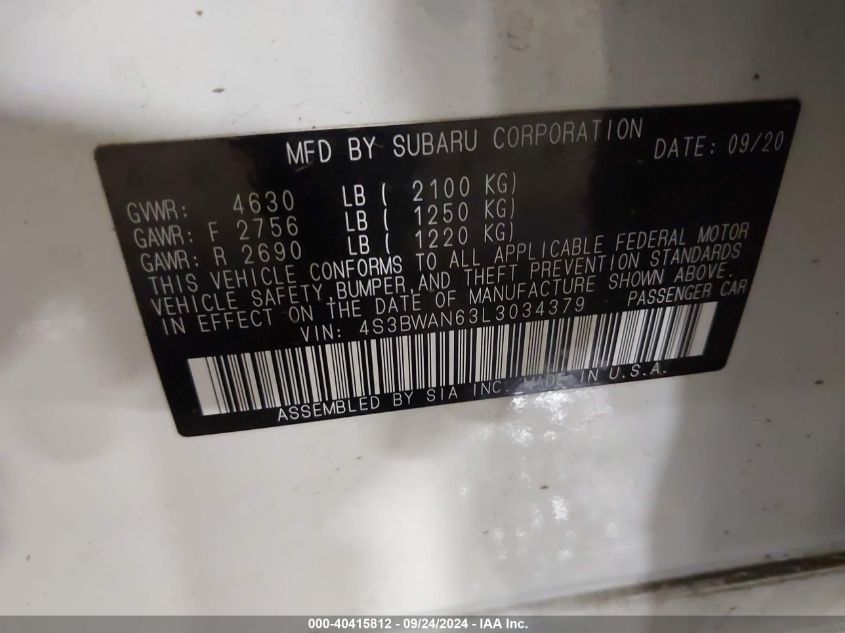 MFD BY SUBARU CORPORATION DATE: 09/20
GVWR: 4630 LB ( 2100 KG)
GAWR: F 2756 LB ( 1250 KG)
GAWR: R 2690 LB ( 1220 KG)
THIS VEHICLE CONFORMS TO ALL APPLICABLE FEDERAL MOTOR
VEHICLE SAFETY,BUMPER,AND THEFT PREVENTION STANDARDS
IN EFFECT ON THE DATE OF MANUFACTURE SHOWN ABOVE.
VIN: 4S3BWAN63L3034379 PASSENGER CAR
ASSEMBLED BY SIA INC. MADE IN U.S.A.
000-40415812 - 09/24/2024 - IAA Inc.